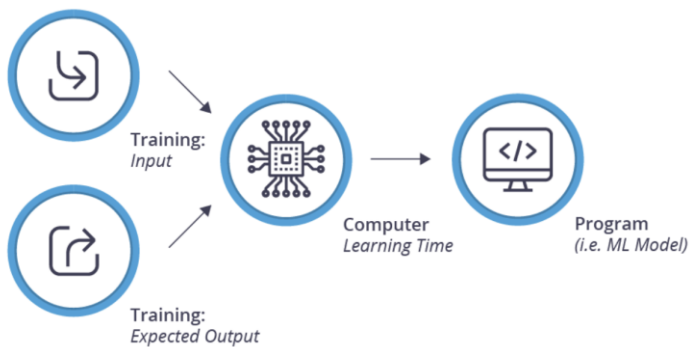 Training:
Input
Computer
Learning Time
</>
Program
(i.e. ML Model)
Training:
Expected Output